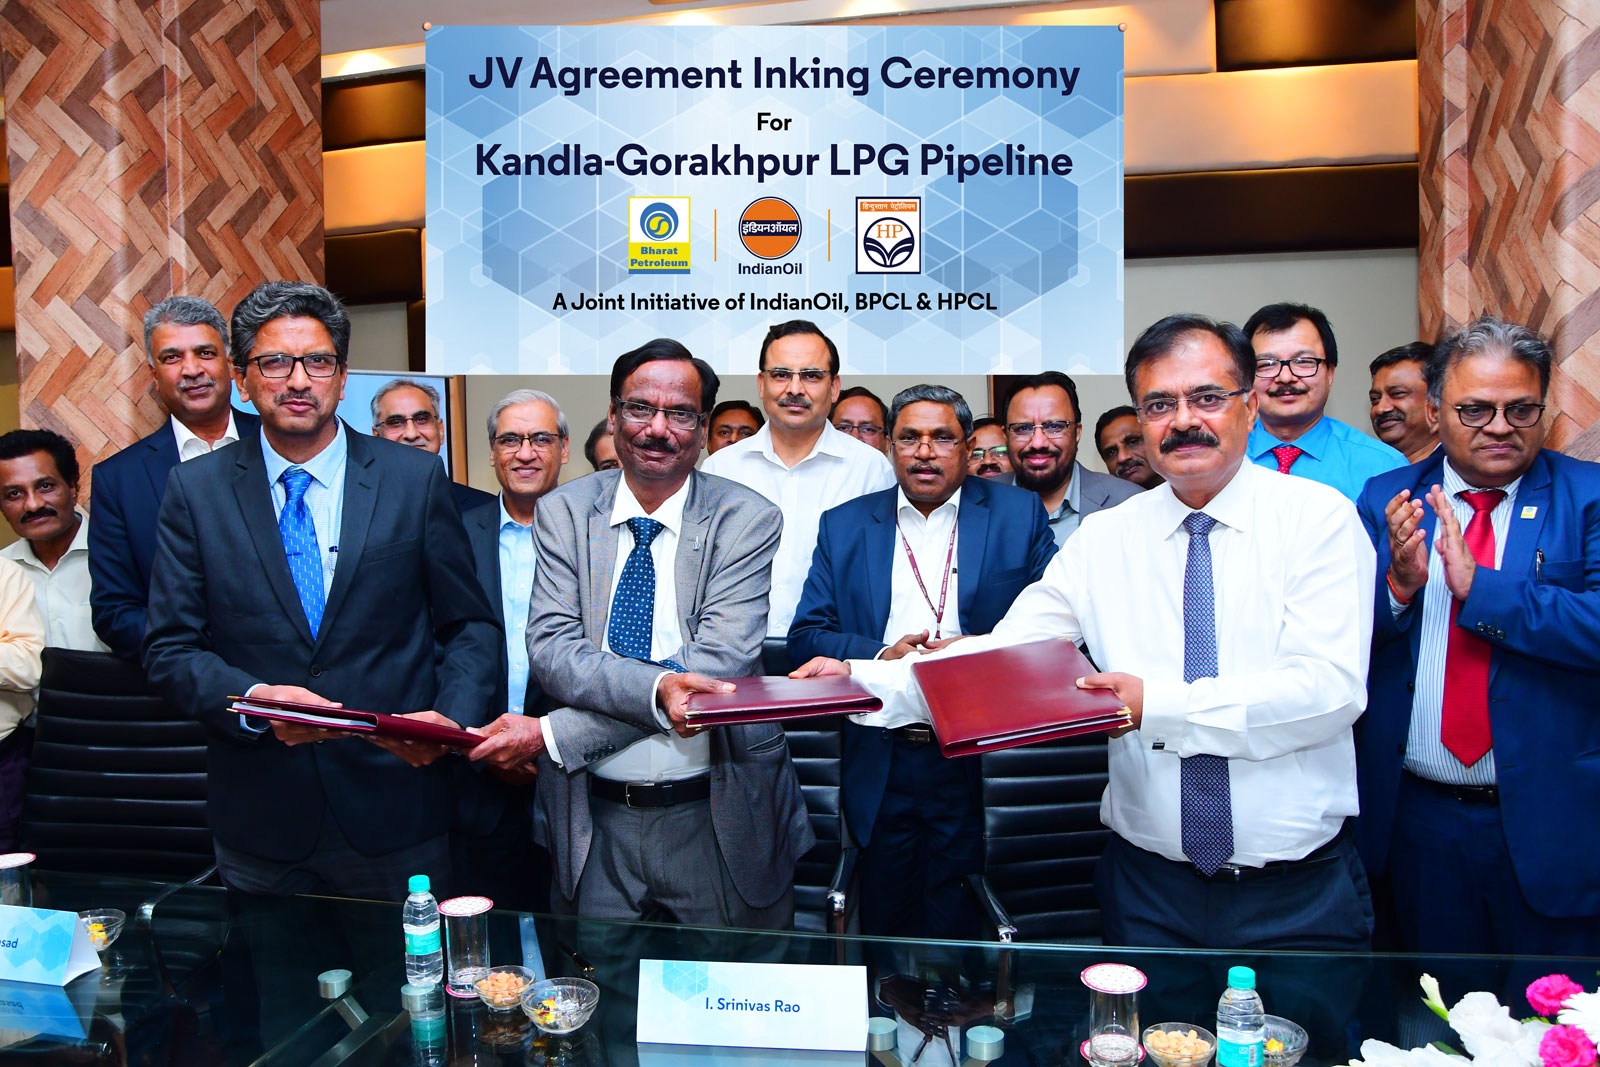 JV Agreement Inking Ceremony
For
Kandla-Gorakhpur LPG Pipeline
Bharat
Petroleum
इंडियनऑयल
IndianOil
हिन्दुस्तान पेट्रोलियम
HP
A Joint Initiative of IndianOil, BPCL & HPCL
I. Srinivas Rao